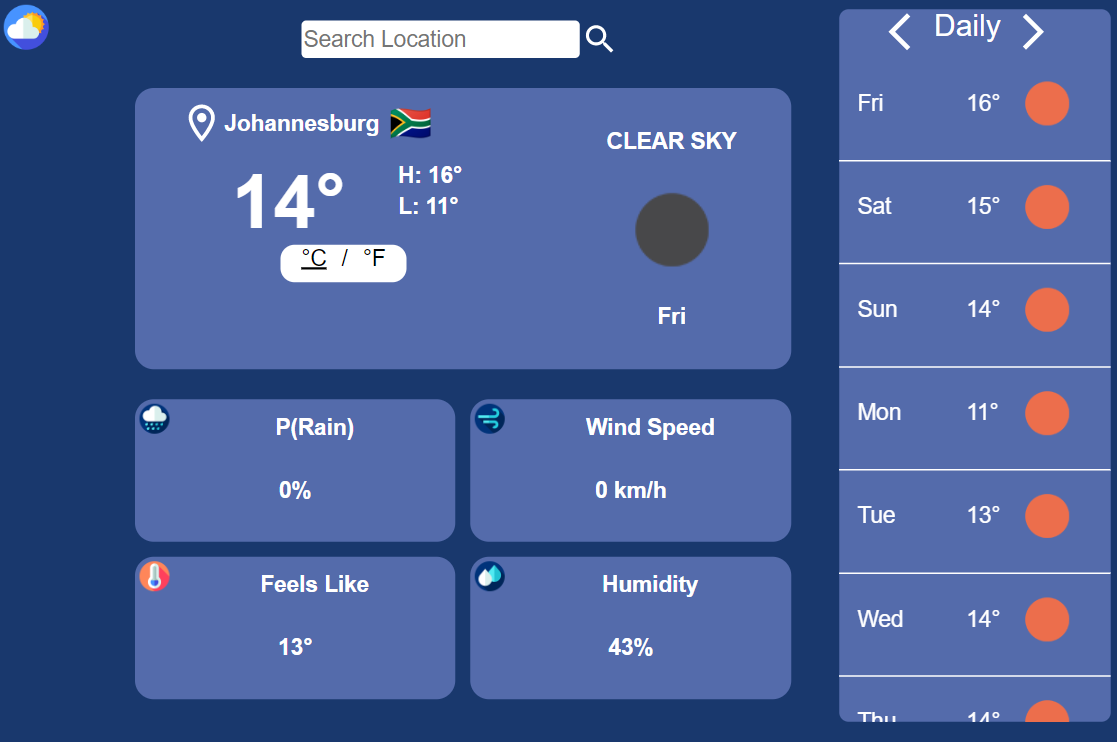 Search Location
Johannesburg
14°
H: 16°
L: 11°
°C / °F
CLEAR SKY
Fri
P(Rain)
0%
Wind Speed
0 km/h
Feels Like
13°
Humidity
43%
Daily
Fri 16°
Sat 15°
Sun 14°
Mon 11°
Tue 13°
Wed 14°
Thu 14°